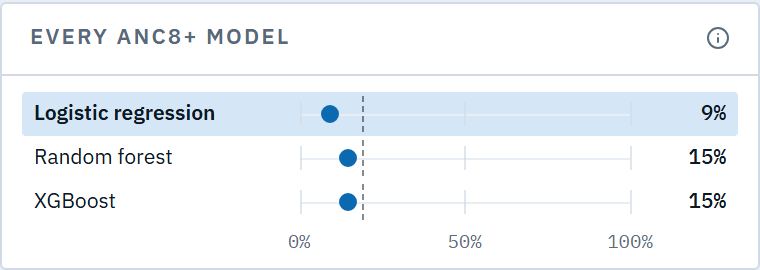 EVERY ANC8+ MODEL
Logistic regression 9%
Random forest 15%
XGBoost 15%
0% 50% 100%